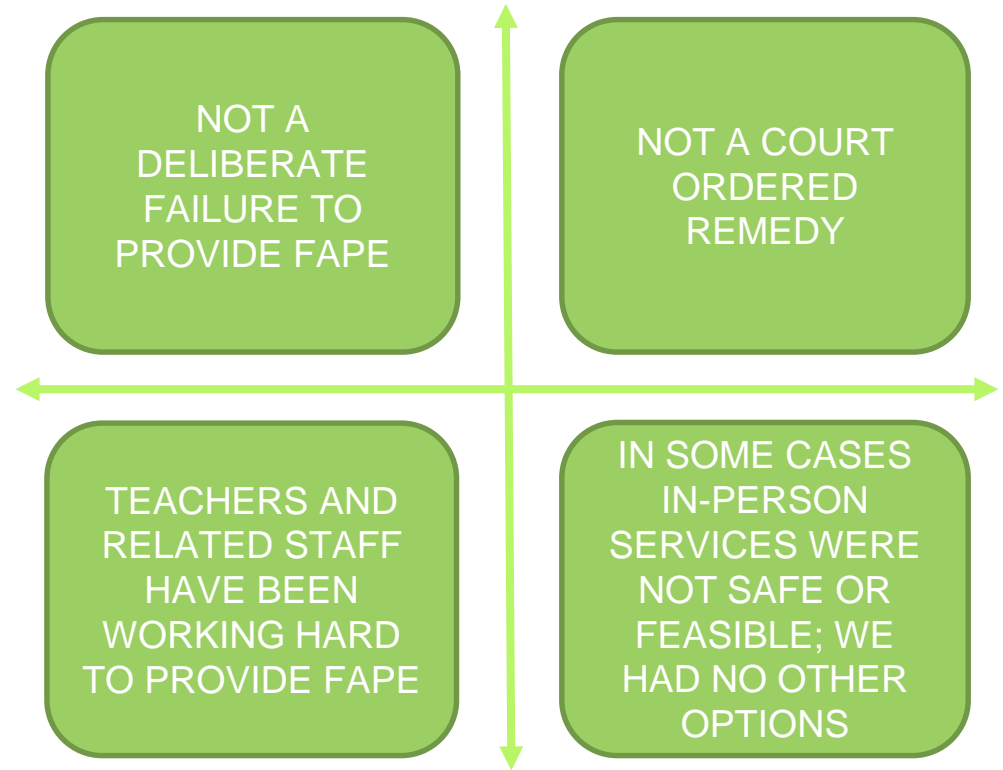 NOT A
DELIBERATE
FAILURE TO
PROVIDE FAPE
NOT A COURT
ORDERED
REMEDY
TEACHERS AND
RELATED STAFF
HAVE BEEN
WORKING HARD
TO PROVIDE FAPE
IN SOME CASES
IN-PERSON
SERVICES WERE
NOT SAFE OR
FEASIBLE; WE
HAD NO OTHER
OPTIONS